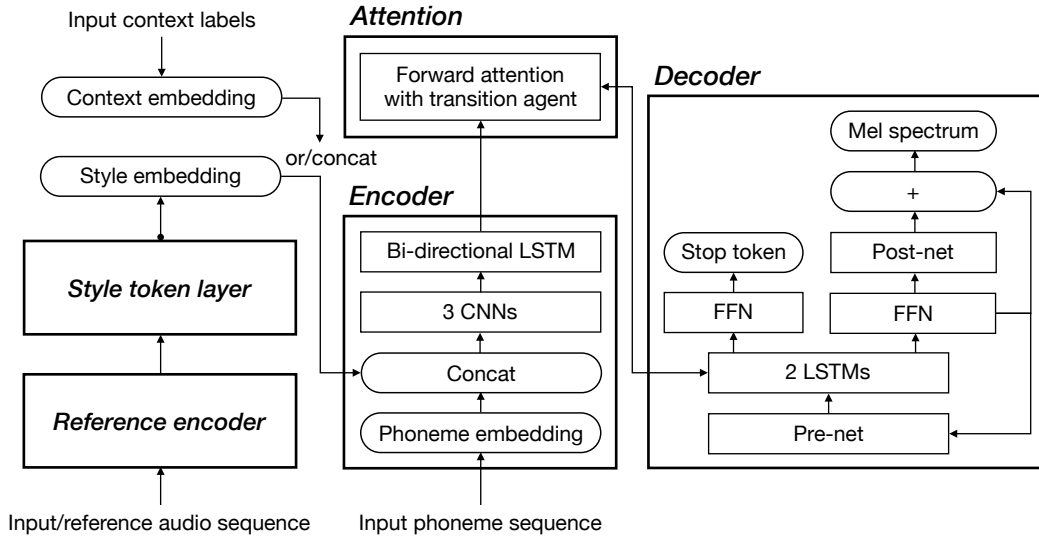 Input context labels
Context embedding
or/concat
Style embedding
Style token layer
Reference encoder
Input/reference audio sequence
Attention
Forward attention
with transition agent
Encoder
Bi-directional LSTM
3 CNNs
Concat
Phoneme embedding
Input phoneme sequence
Decoder
Mel spectrum
+
Stop token
Post-net
FFN
FFN
2 LSTMs
Pre-net